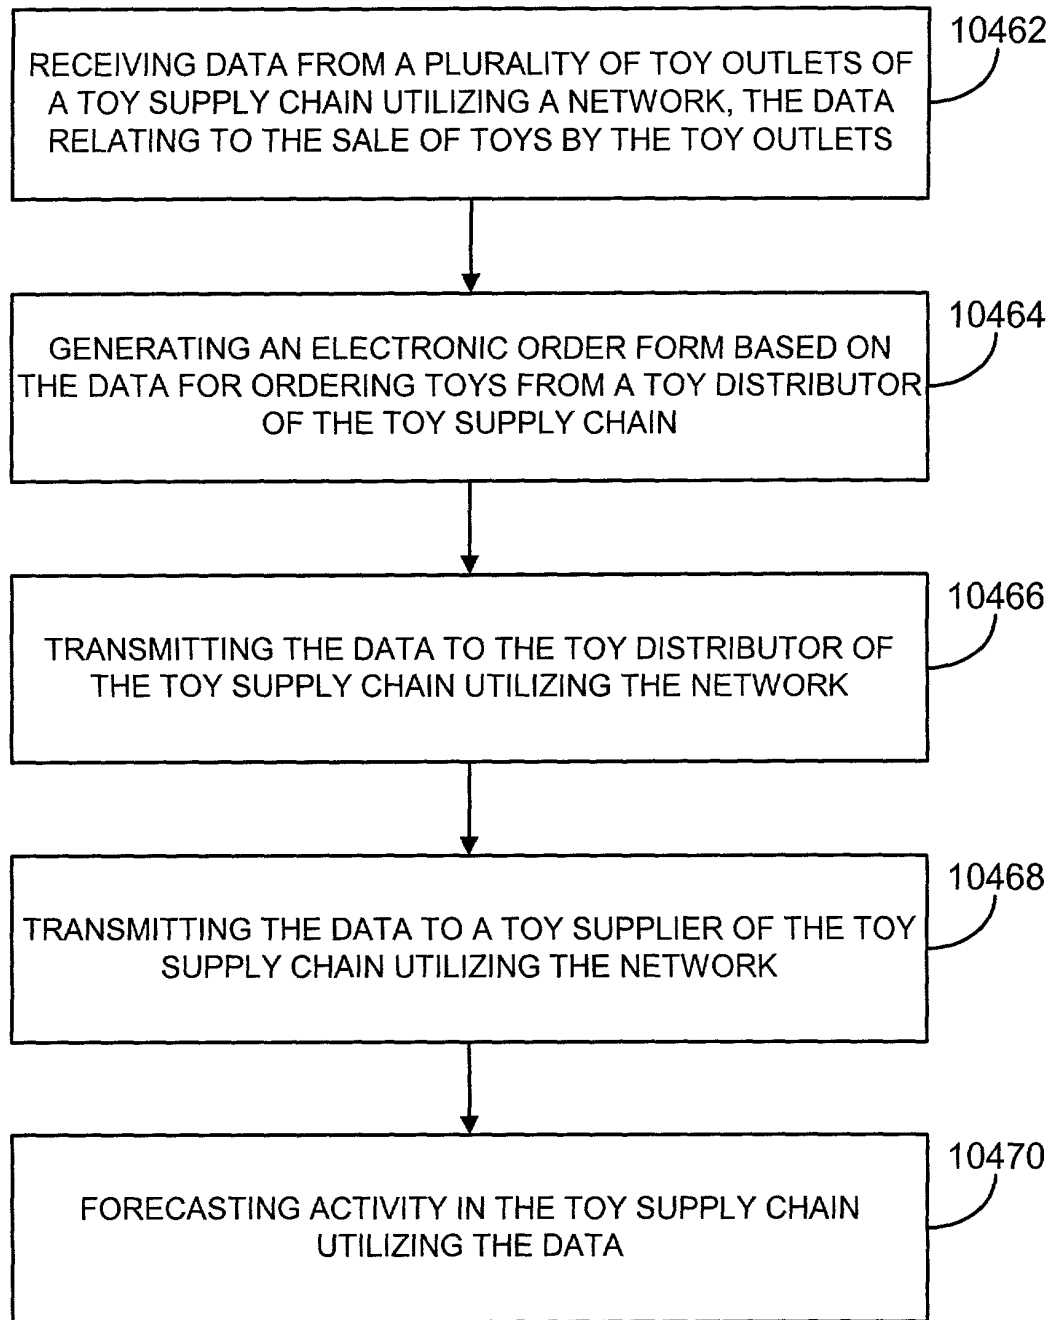 10462
RECEIVING DATA FROM A PLURALITY OF TOY OUTLETS OF
A TOY SUPPLY CHAIN UTILIZING A NETWORK, THE DATA
RELATING TO THE SALE OF TOYS BY THE TOY OUTLETS
10464
GENERATING AN ELECTRONIC ORDER FORM BASED ON
THE DATA FOR ORDERING TOYS FROM A TOY DISTRIBUTOR
OF THE TOY SUPPLY CHAIN
10466
TRANSMITTING THE DATA TO THE TOY DISTRIBUTOR OF
THE TOY SUPPLY CHAIN UTILIZING THE NETWORK
10468
TRANSMITTING THE DATA TO A TOY SUPPLIER OF THE TOY
SUPPLY CHAIN UTILIZING THE NETWORK
10470
FORECASTING ACTIVITY IN THE TOY SUPPLY CHAIN
UTILIZING THE DATA